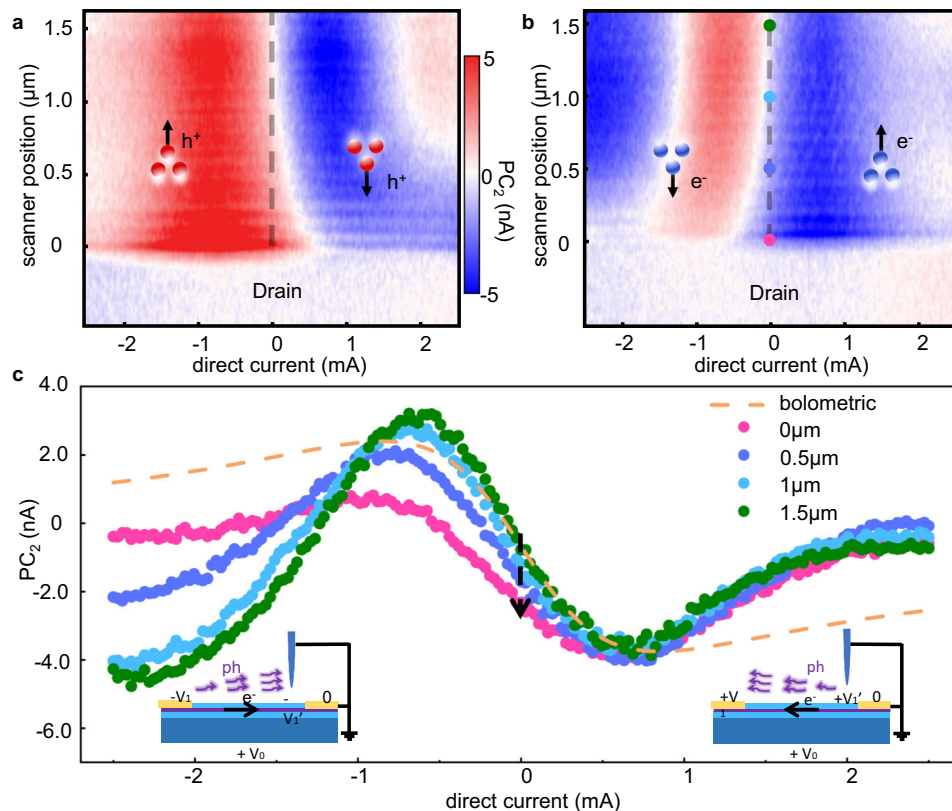 a
b
1.5
1.0
0.5
0
scanner position (μm)
h⁺
h⁺
Drain
-2
-1
0
1
2
direct current (mA)
5
0
-5
PC₂ (nA)
1.5
1.0
0.5
0
scanner position (μm)
e⁻
e⁻
Drain
-2
-1
0
1
2
direct current (mA)
c
4.0
2.0
0
-2.0
-4.0
-6.0
PC₂ (nA)
bolometric
0μm
0.5μm
1μm
1.5μm
ph
-V₁
e⁻
-
0
V₁'
+ V₀
ph
+V
1
e⁻
+V₁'
0
+ V₀
-2
-1
0
1
2
direct current (mA)